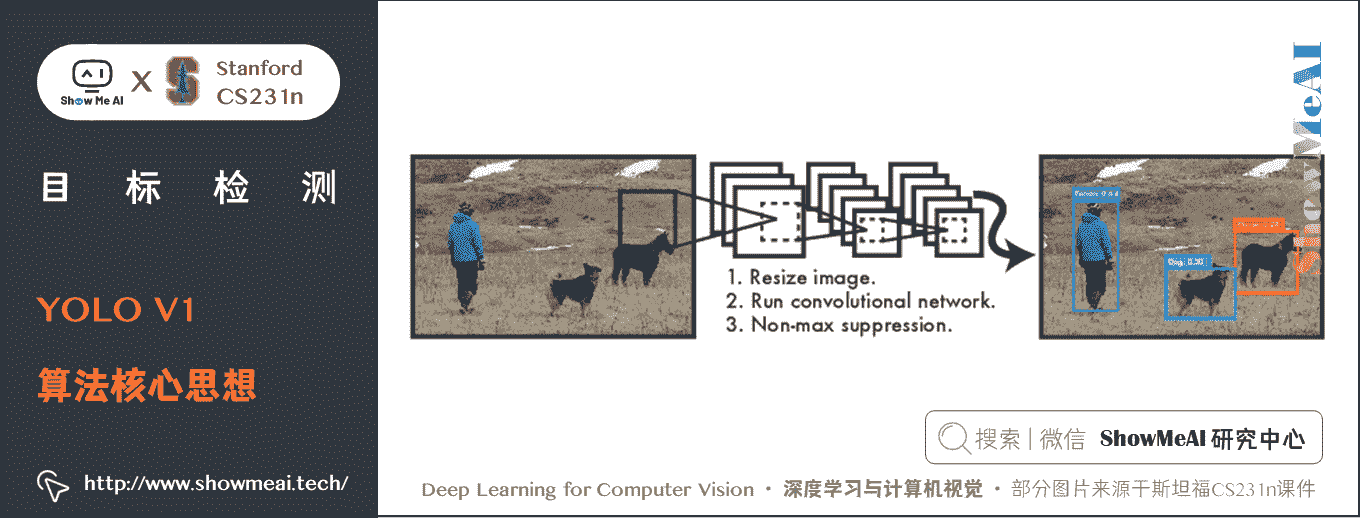 Show Me AI
X
Stanford
CS231n
目标检测
YOLO V1
算法核心思想
http://www.showmeai.tech/
1. Resize image.
2. Run convolutional network.
3. Non-max suppression.
ShowMeAI
搜索 | 微信 ShowMeAI 研究中心
Deep Learning for Computer Vision · 深度学习与计算机视觉 · 部分图片来源于斯坦福CS231n课件